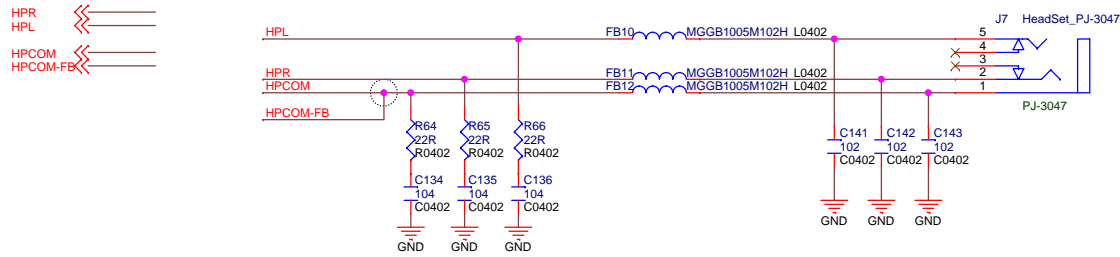 HPR
HPL
HPCOM
HPCOM-FB
J7 HeadSet_PJ-3047
HPL
FB10 MGGB1005M102H L0402
5
4
3
HPR
FB11 MGGB1005M102H L0402
2
HPCOM
FB12 MGGB1005M102H L0402
1
PJ-3047
HPCOM-FB
R64
22R
R0402
R65
22R
R0402
R66
22R
R0402
C141
102
C0402
C142
102
C0402
C143
102
C0402
C134
104
C0402
C135
104
C0402
C136
104
C0402
GND
GND
GND
GND
GND
GND